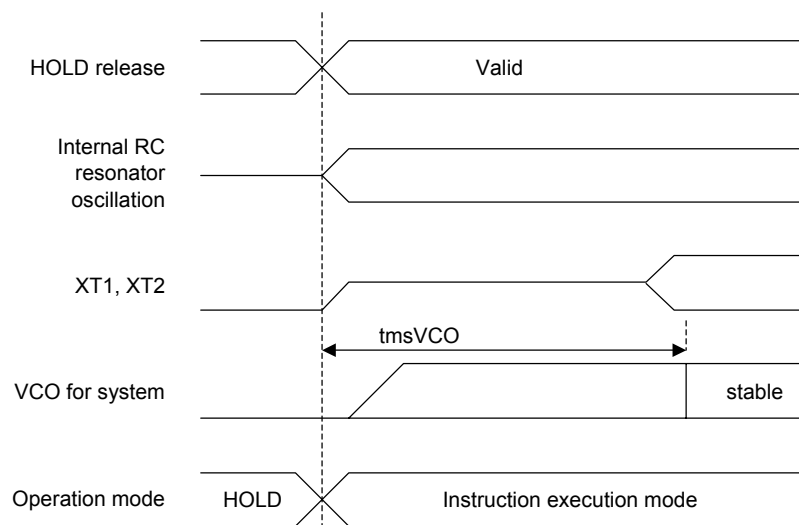 HOLD release
Valid
Internal RC
resonator
oscillation
XT1, XT2
tmsVCO
VCO for system
stable
Operation mode
HOLD
Instruction execution mode